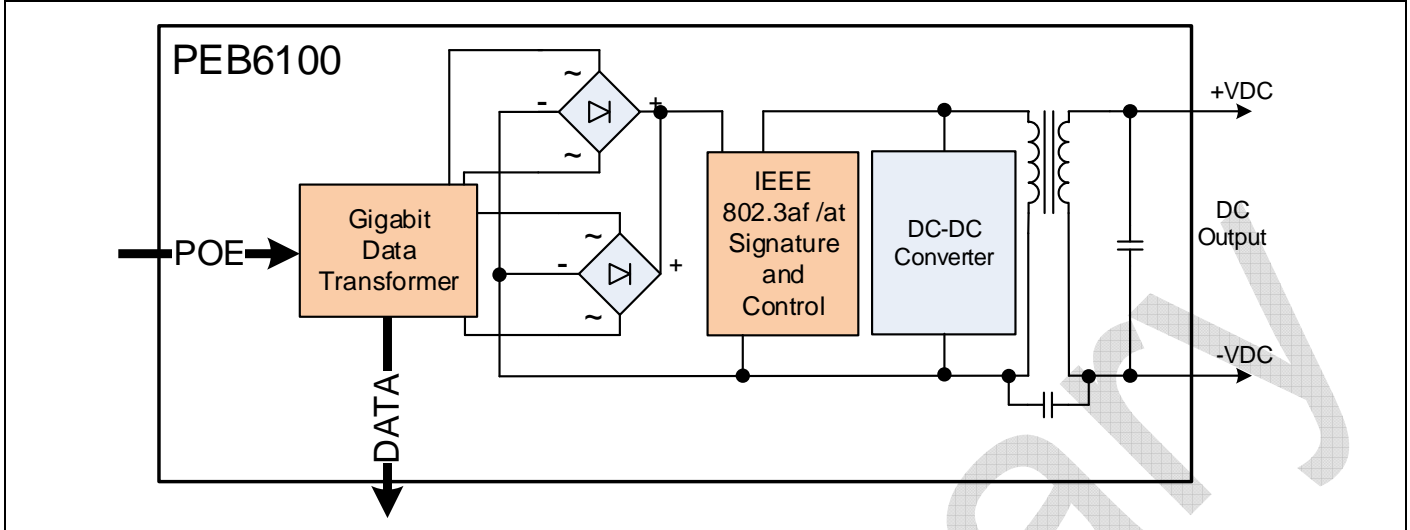 PEB6100
~
-
+
~
~
-
+
~
POE
Gigabit
Data
Transformer
DATA
IEEE
802.3af /at
Signature
and
Control
DC-DC
Converter
+VDC
DC
Output
-VDC
ary